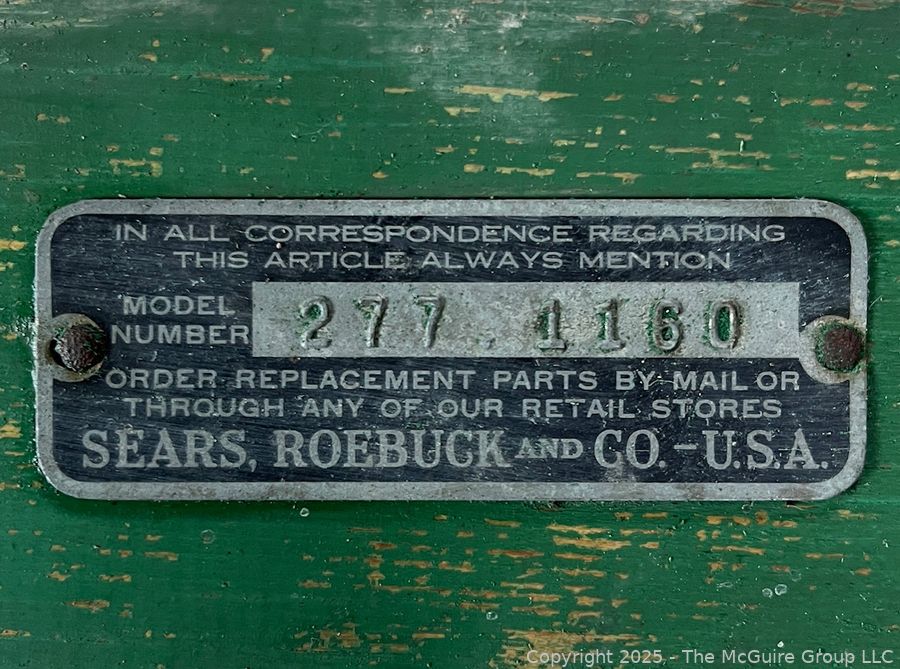 IN ALL CORRESPONDENCE REGARDING
THIS ARTICLE ALWAYS MENTION
MODEL
NUMBER
277.1160
ORDER REPLACEMENT PARTS BY MAIL OR
THROUGH ANY OF OUR RETAIL STORES
SEARS, ROEBUCK AND CO. - U.S.A.
Copyright 2025 - The McGuire Group LLC